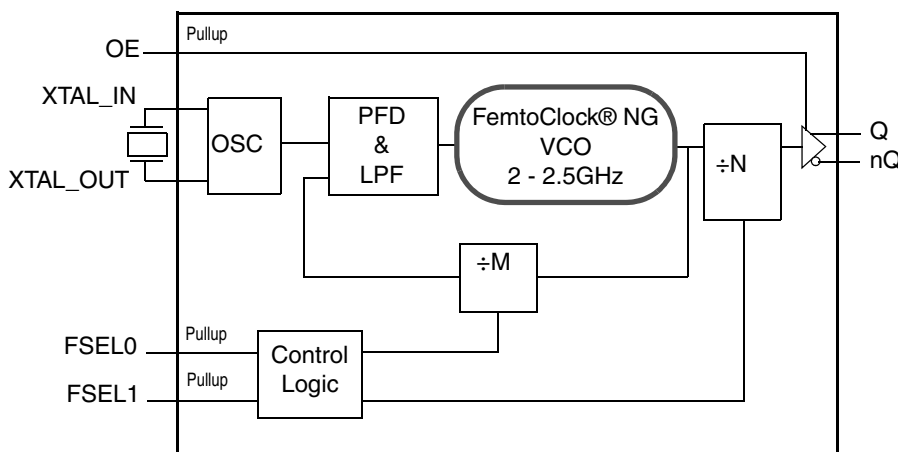 Pullup
OE
XTAL_IN
XTAL_OUT
OSC
PFD
&
LPF
FemtoClock® NG
VCO
2 - 2.5GHz
÷N
Q
nQ
÷M
Pullup
FSEL0
Pullup
FSEL1
Control
Logic